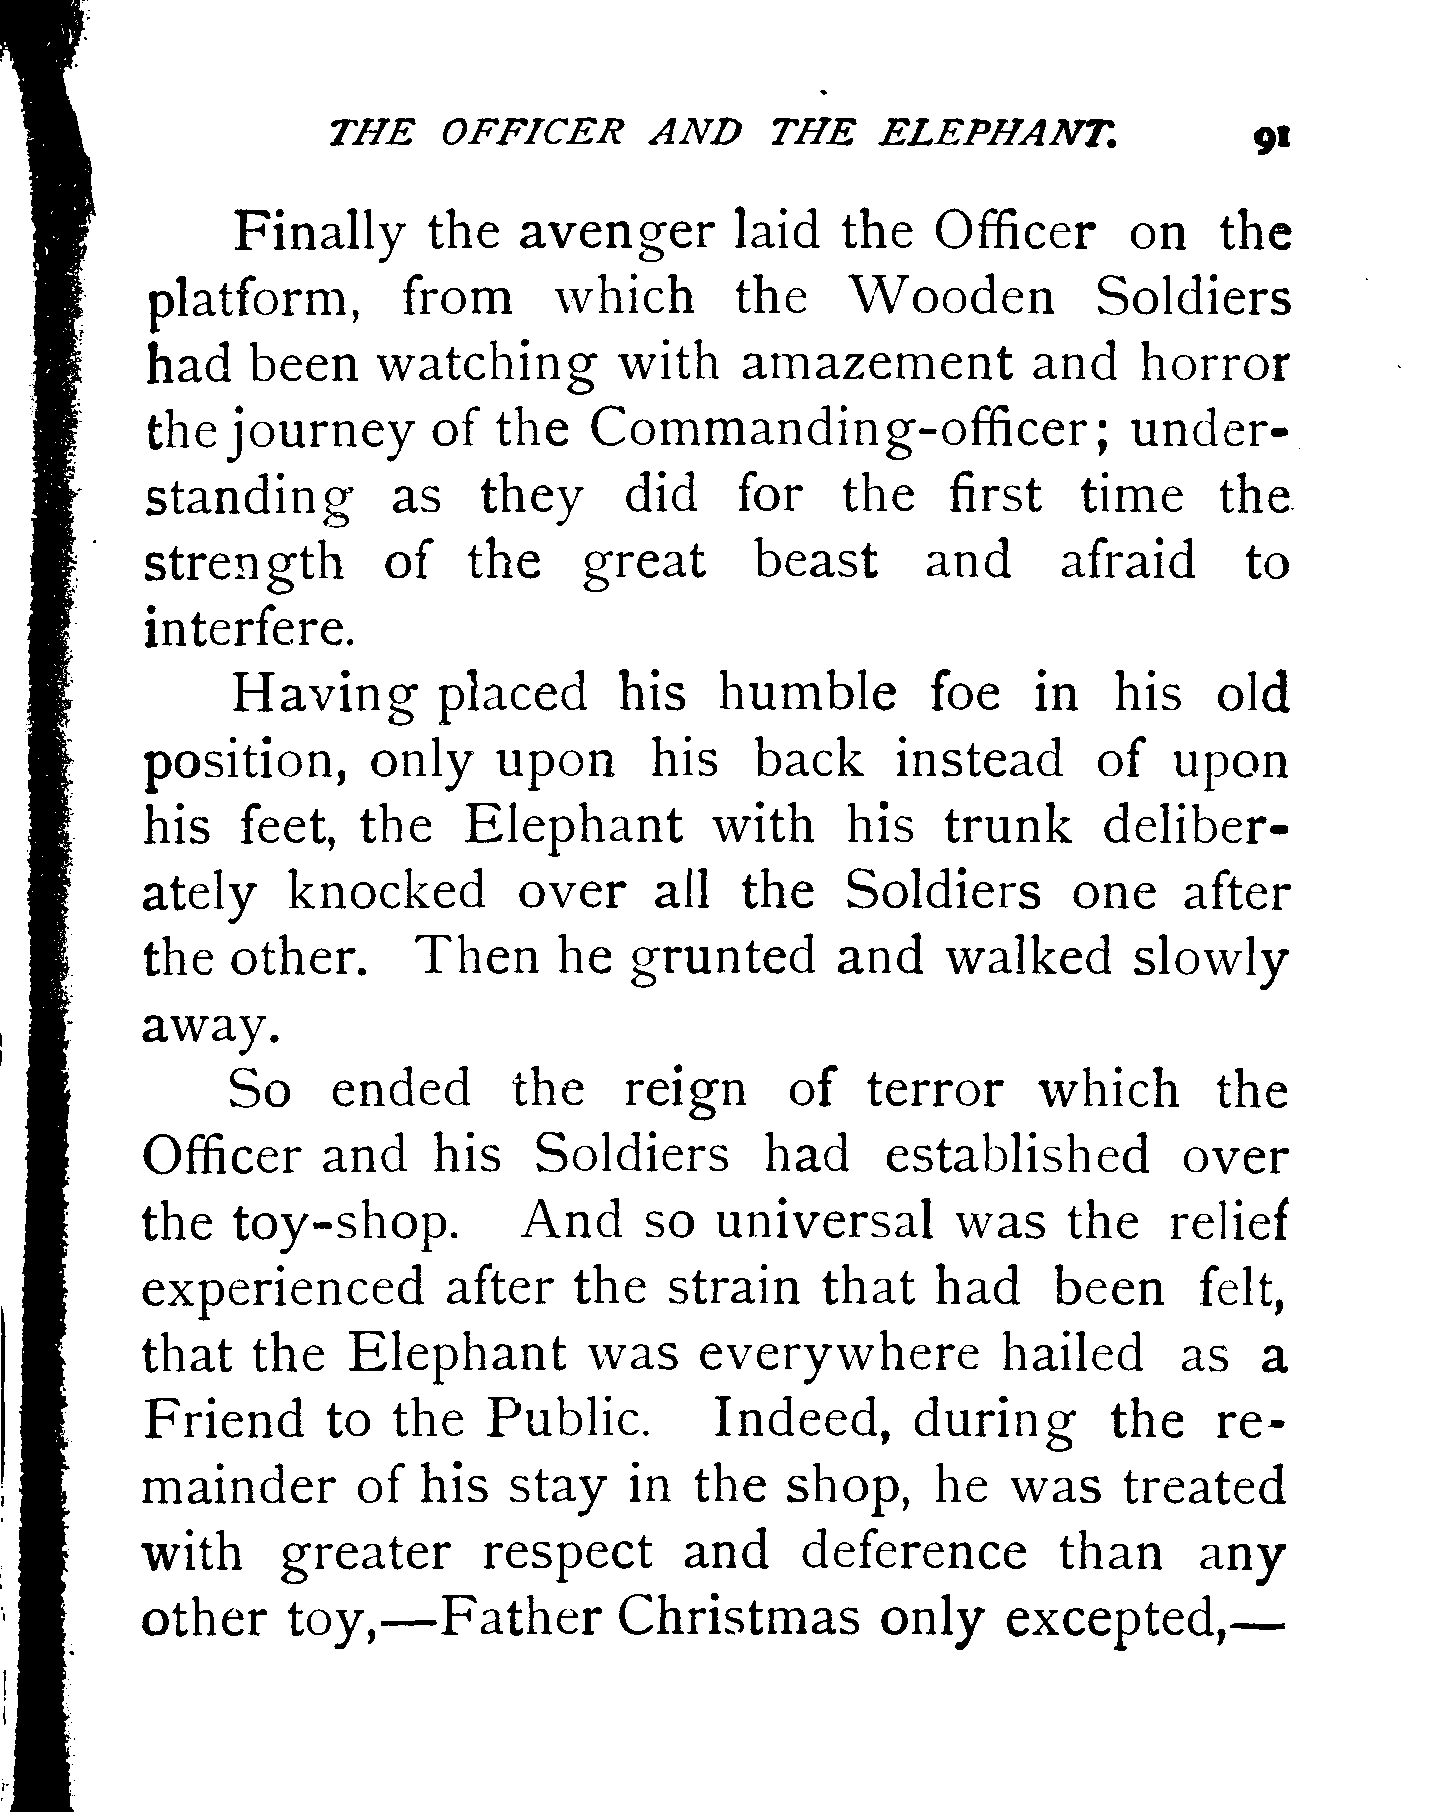 THE OFFICER AND THE ELEPHANT. 91
Finally the avenger laid the Officer on the
platform, from which the Wooden Soldiers
had been watching with amazement and horror
the journey of the Commanding-officer; under-
standing as they did for the first time the
strength of the great beast and afraid to
interfere.
Having placed his humble foe in his old
position, only upon his back instead of upon
his feet, the Elephant with his trunk deliber-
ately knocked over all the Soldiers one after
the other. Then he grunted and walked slowly
away.
So ended the reign of terror which the
Officer and his Soldiers had established over
the toy-shop. And so universal was the relief
experienced after the strain that had been felt,
that the Elephant was everywhere hailed as a
Friend to the Public. Indeed, during the re-
mainder of his stay in the shop, he was treated
with greater respect and deference than any
other toy,—Father Christmas only excepted,—